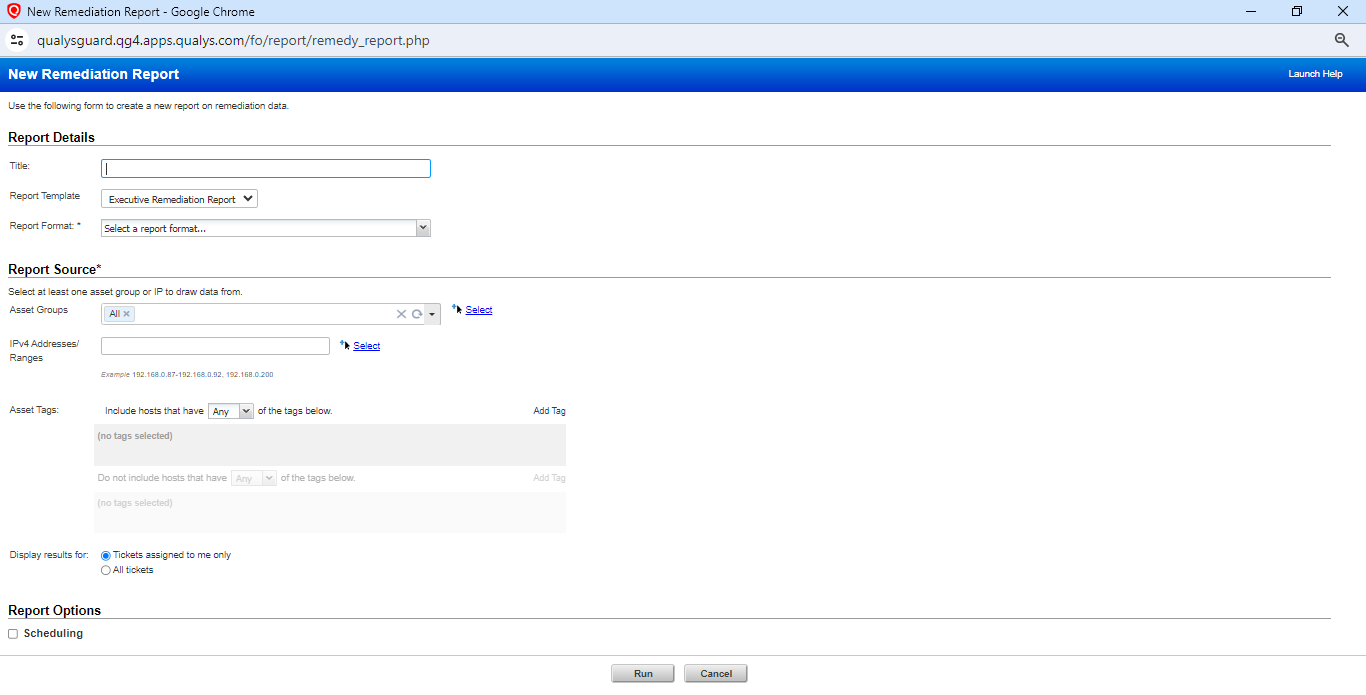 New Remediation Report - Google Chrome
qualysguard.qg4.apps.qualys.com/fo/report/remedy_report.php
New Remediation Report Launch Help
Use the following form to create a new report on remediation data.
Report Details
Title:
Report Template Executive Remediation Report
Report Format: * Select a report format...
Report Source*
Select at least one asset group or IP to draw data from.
Asset Groups All Select
IPv4 Addresses/
Ranges Select
Example 192.168.0.87-192.168.0.92, 192.168.0.200
Asset Tags: Include hosts that have Any of the tags below. Add Tag
(no tags selected)
Do not include hosts that have Any of the tags below. Add Tag
(no tags selected)
Display results for: Tickets assigned to me only
All tickets
Report Options
Scheduling
Run Cancel